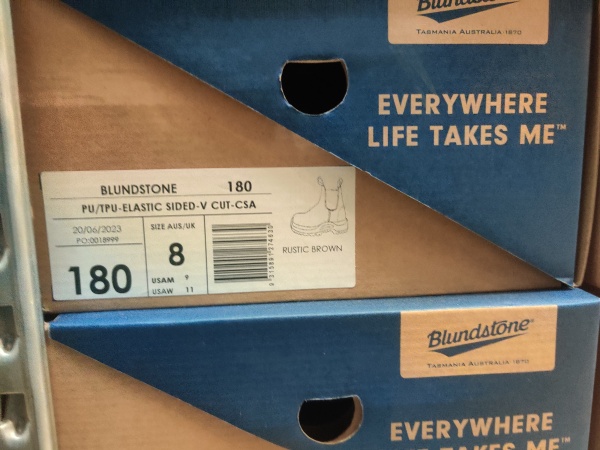 Blundstone
TASMANIA AUSTRALIA 1870
EVERYWHERE
LIFE TAKES ME™
BLUNDSTONE 180
PU/TPU-ELASTIC SIDED-V CUT-CSA
20/06/2023
PO:0018999
SIZE AUS/UK
8
180
USAM 9
USAW 11
RUSTIC BROWN
Blundstone®
TASMANIA AUSTRALIA 1870
EVERYWHERE
LIFE TAKES ME™